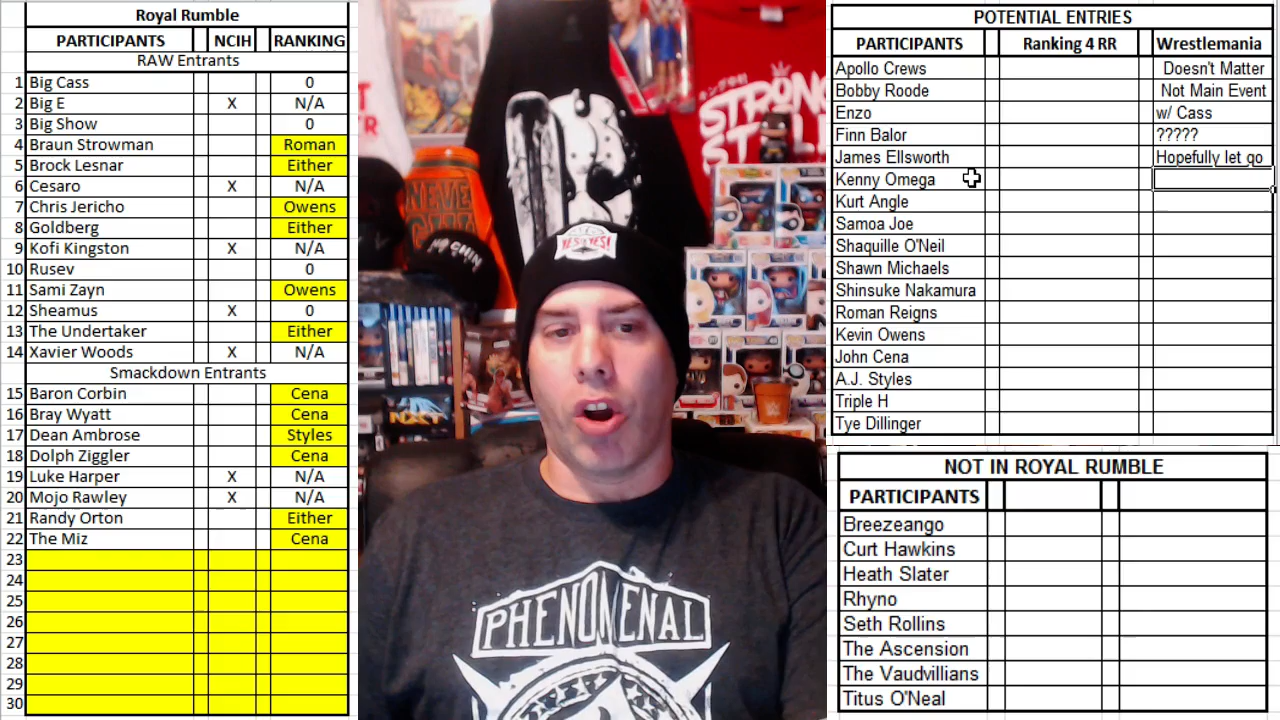 Royal Rumble
PARTICIPANTS NCIH RANKING
RAW Entrants
1 Big Cass 0
2 Big E X N/A
3 Big Show 0
4 Braun Strowman Roman
5 Brock Lesnar Either
6 Cesaro X N/A
7 Chris Jericho Owens
8 Goldberg Either
9 Kofi Kingston X N/A
10 Rusev 0
11 Sami Zayn Owens
12 Sheamus X 0
13 The Undertaker Either
14 Xavier Woods X N/A
Smackdown Entrants
15 Baron Corbin Cena
16 Bray Wyatt Cena
17 Dean Ambrose Styles
18 Dolph Ziggler Cena
19 Luke Harper X N/A
20 Mojo Rawley X N/A
21 Randy Orton Either
22 The Miz Cena
23
24
25
26
27
28
29
30
STRONG
NEVER
MY CHIN
YES! YES!
NXT
PHENOMENAL
POTENTIAL ENTRIES
PARTICIPANTS Ranking 4 RR Wrestlemania
Apollo Crews Doesn't Matter
Bobby Roode Not Main Event
Enzo w/ Cass
Finn Balor ?????
James Ellsworth Hopefully let go
Kenny Omega
Kurt Angle
Samoa Joe
Shaquille O'Neil
Shawn Michaels
Shinsuke Nakamura
Roman Reigns
Kevin Owens
John Cena
A.J. Styles
Triple H
Tye Dillinger
NOT IN ROYAL RUMBLE
PARTICIPANTS
Breezeango
Curt Hawkins
Heath Slater
Rhyno
Seth Rollins
The Ascension
The Vaudvillians
Titus O'Neal